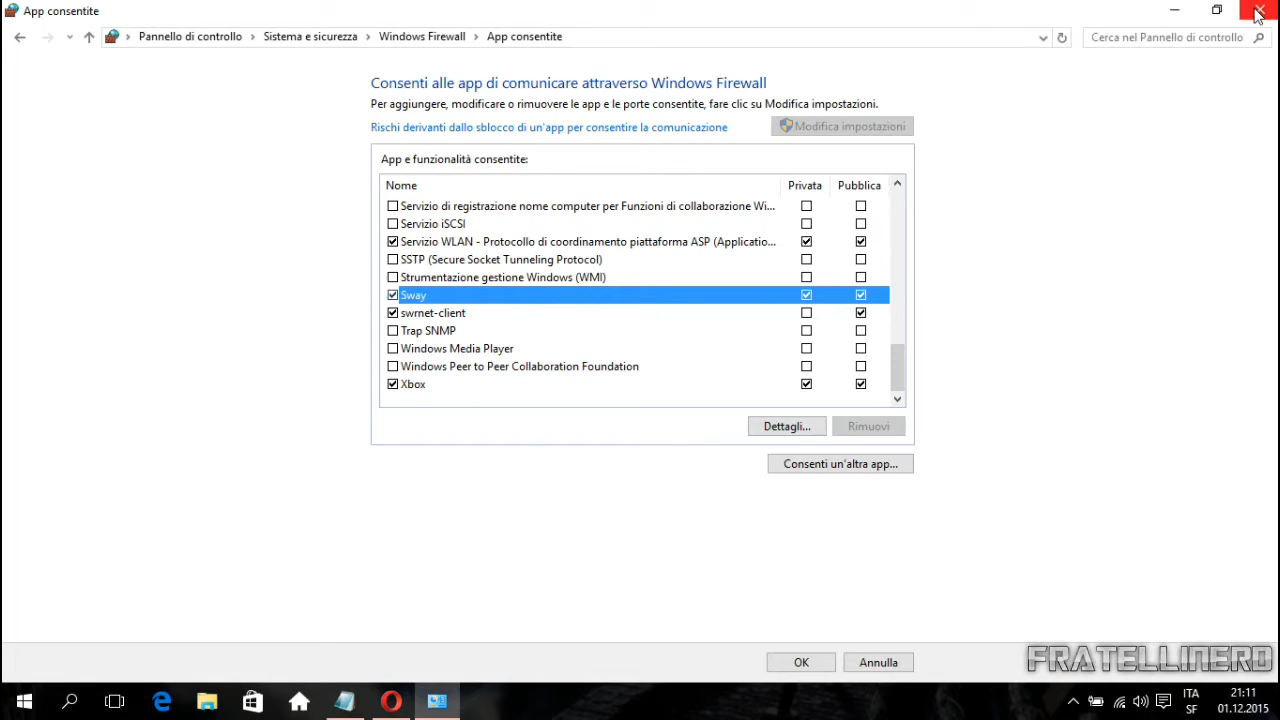 App consentite
Pannello di controllo > Sistema e sicurezza > Windows Firewall > App consentite
Cerca nel Pannello di controllo
Consenti alle app di comunicare attraverso Windows Firewall
Per aggiungere, modificare o rimuovere le app e le porte consentite, fare clic su Modifica impostazioni.
Rischi derivanti dallo sblocco di un'app per consentire la comunicazione
Modifica impostazioni
App e funzionalità consentite:
Nome Privata Pubblica
Servizio di registrazione nome computer per Funzioni di collaborazione Wi...
Servizio iSCSI
Servizio WLAN - Protocollo di coordinamento piattaforma ASP (Applicatio...
SSTP (Secure Socket Tunneling Protocol)
Strumentazione gestione Windows (WMI)
Sway
swrnet-client
Trap SNMP
Windows Media Player
Windows Peer to Peer Collaboration Foundation
Xbox
Dettagli... Rimuovi
Consenti un'altra app...
OK Annulla
FRATELLINERD
ITA 21:11
SF 01.12.2015